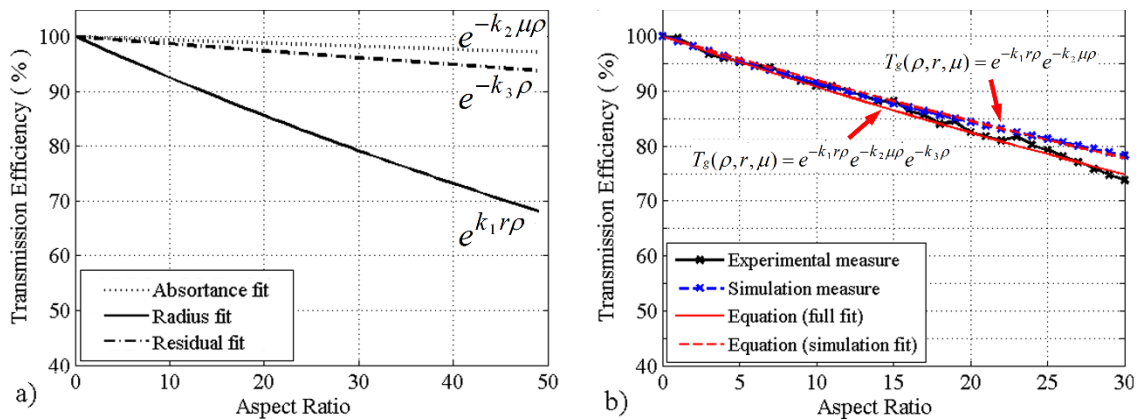 Transmission Efficiency ( %)
100
90
80
70
60
50
40
0
10
20
30
40
50
Aspect Ratio
a)
e^{-k_2 μρ}
e^{-k_3 ρ}
e^{k_1 rρ}
Absortance fit
Radius fit
Residual fit
Transmission Efficiency ( %)
100
90
80
70
60
50
40
0
5
10
15
20
25
30
Aspect Ratio
b)
T_g(ρ,r,μ) = e^{-k_1 rρ} e^{-k_2 μρ}
T_g(ρ,r,μ) = e^{-k_1 rρ} e^{-k_2 μρ} e^{-k_3 ρ}
Experimental measure
Simulation measure
Equation (full fit)
Equation (simulation fit)